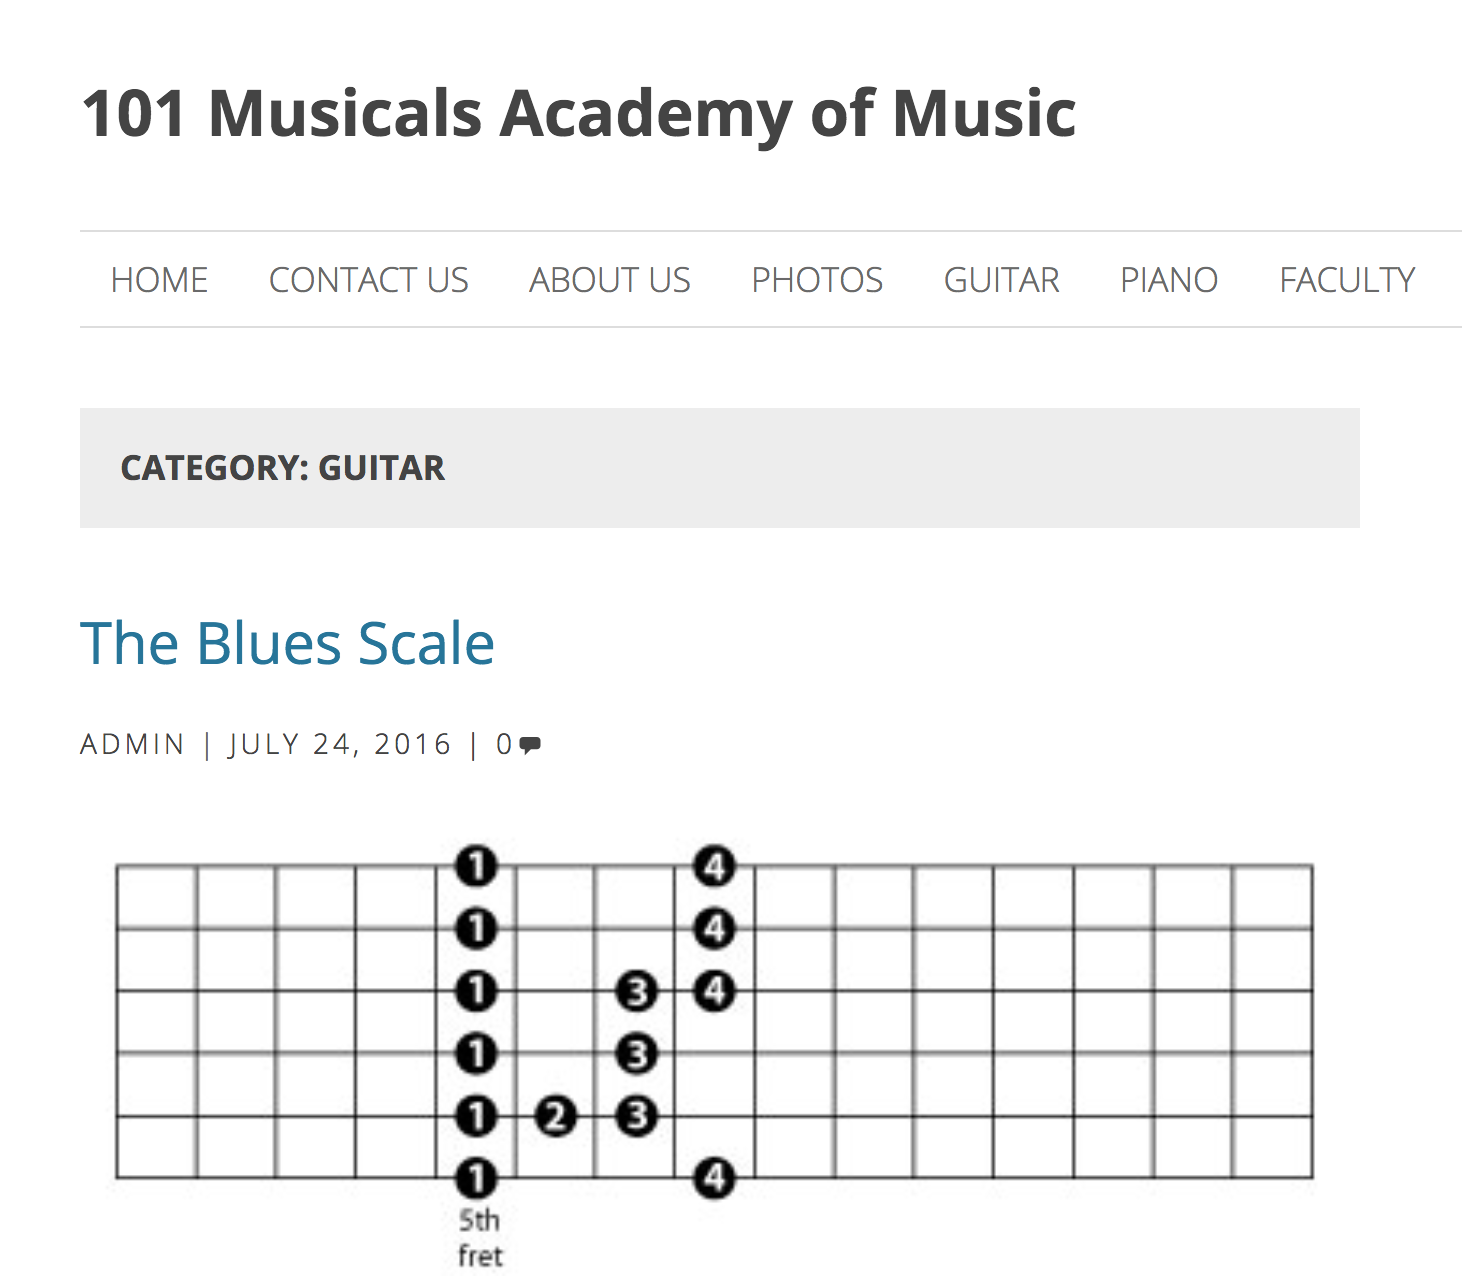 101 Musicals Academy of Music
HOME CONTACT US ABOUT US PHOTOS GUITAR PIANO FACULTY
CATEGORY: GUITAR
The Blues Scale
ADMIN | JULY 24, 2016 | 0
1 4
1 4
1 3 4
1 3
1 2 3
1 4
5th
fret